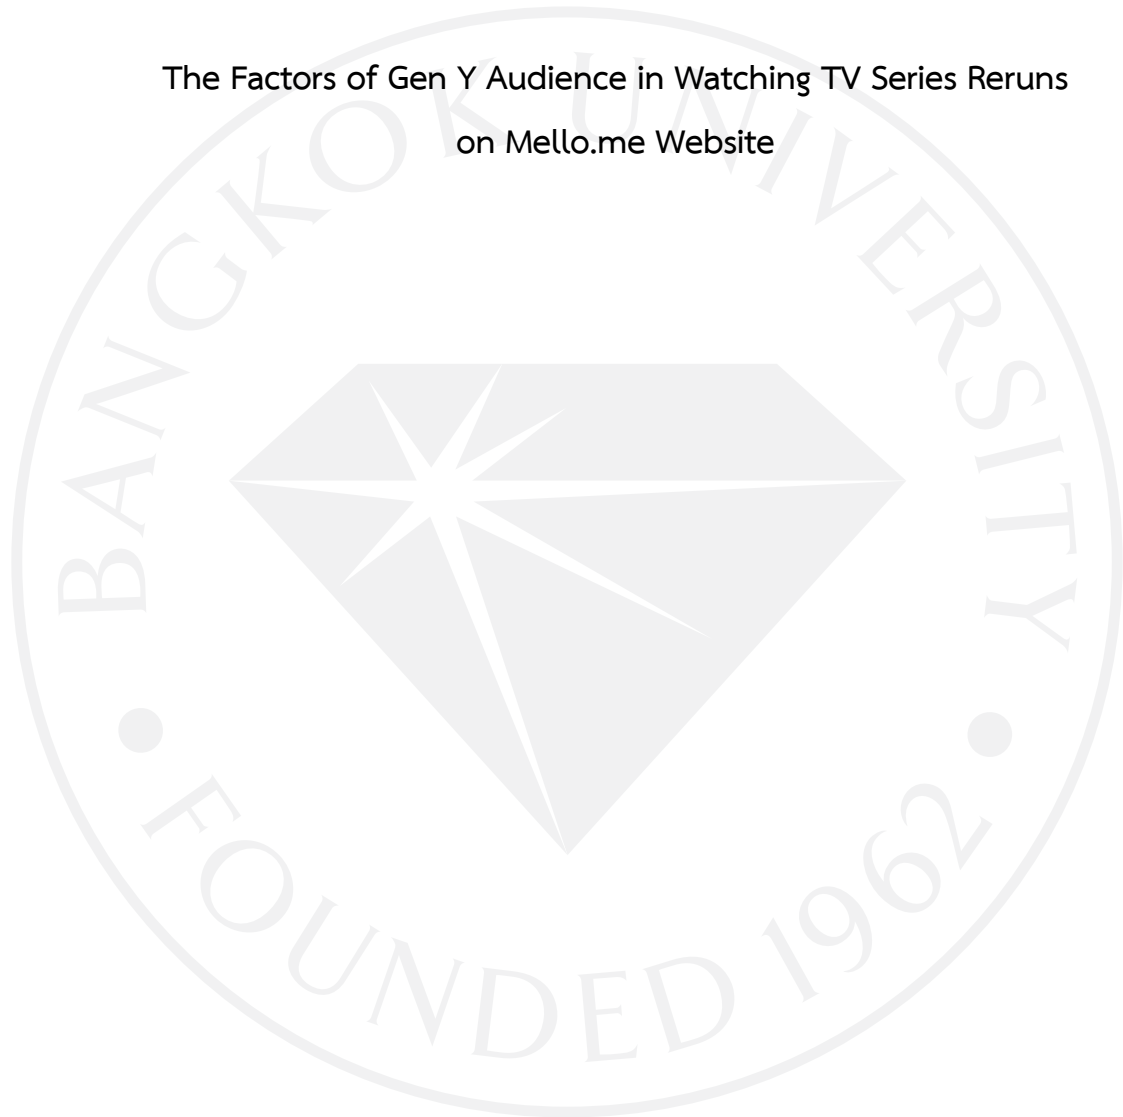 The Factors of Gen Y Audience in Watching TV Series Reruns
on Mello.me Website
BANGKOK UNIVERSITY
• FOUNDED 1962 •